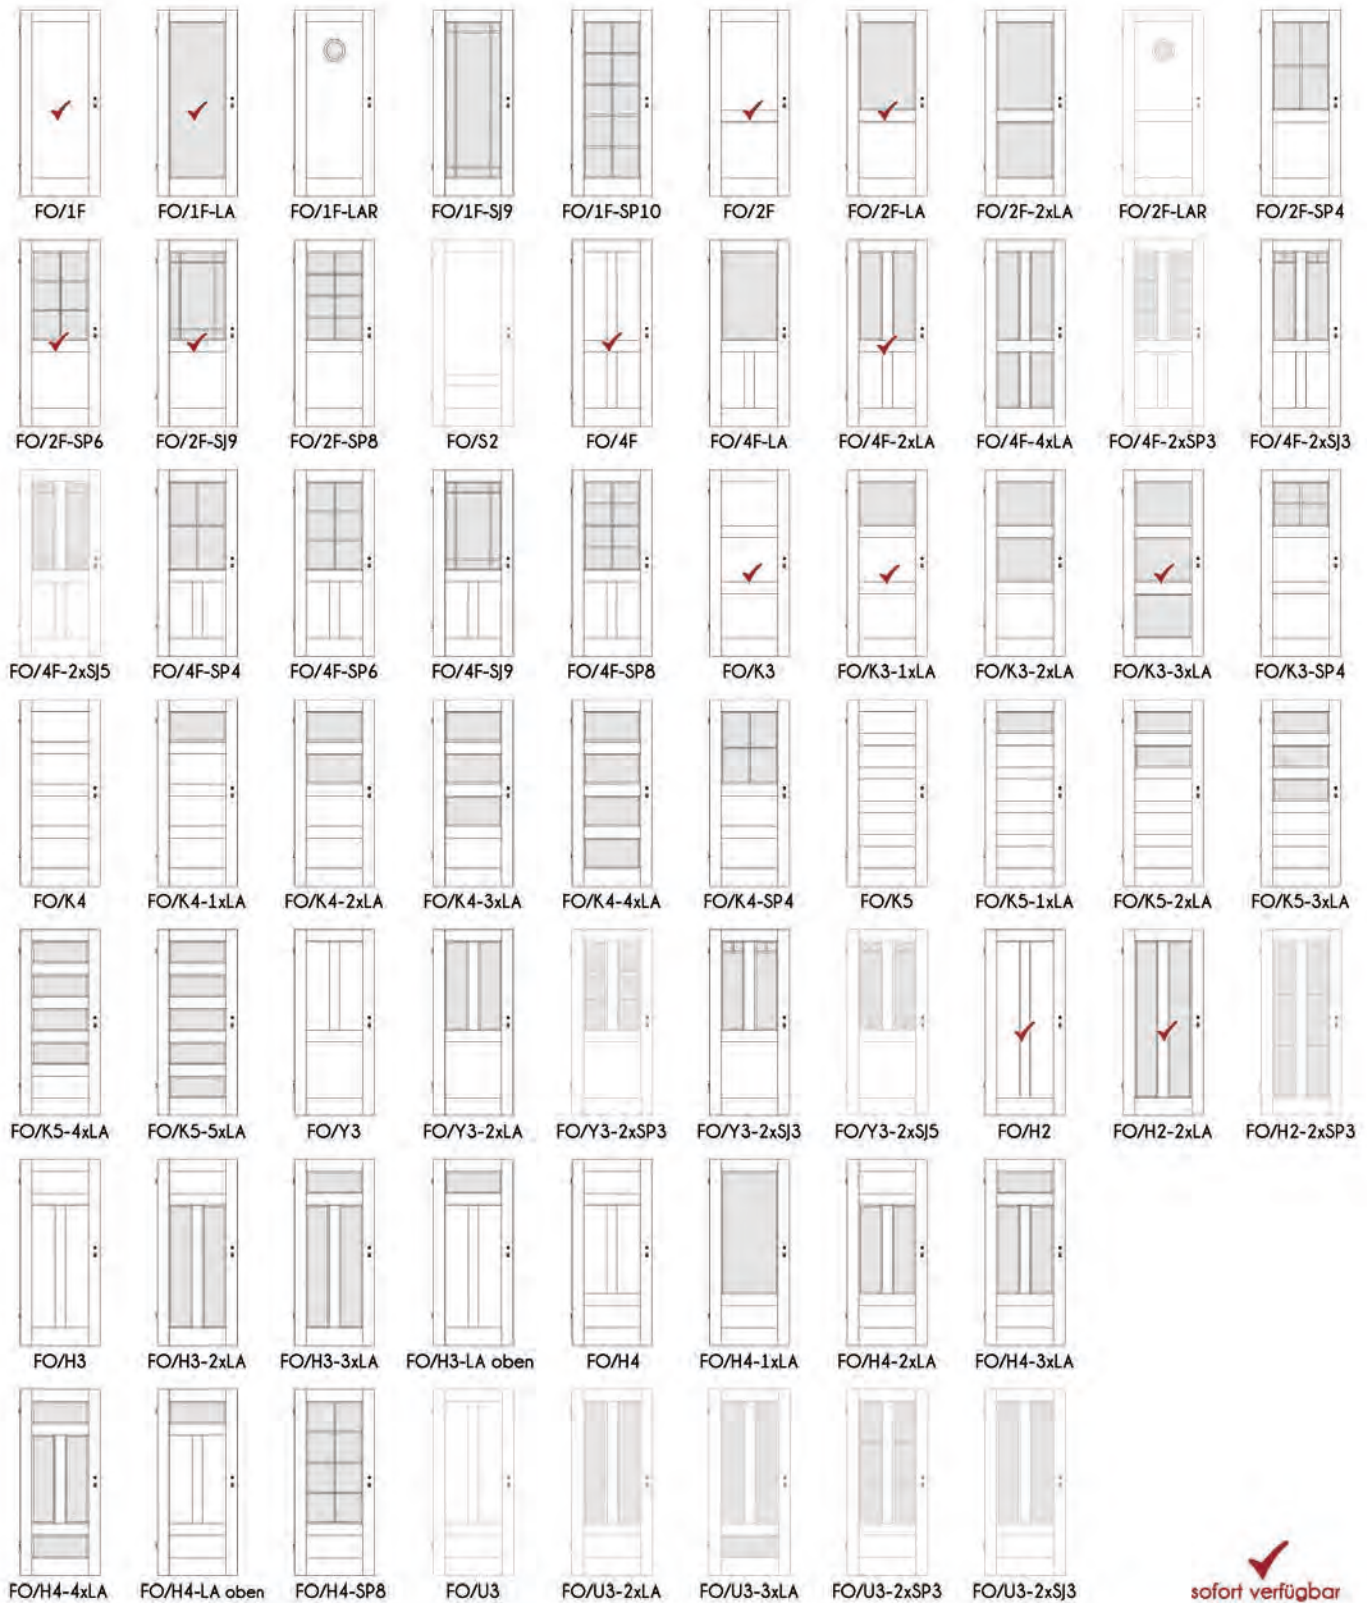 FO/1F FO/1F-LA FO/1F-LAR FO/1F-SJ9 FO/1F-SP10 FO/2F FO/2F-LA FO/2F-2xLA FO/2F-LAR FO/2F-SP4
FO/2F-SP6 FO/2F-SJ9 FO/2F-SP8 FO/S2 FO/4F FO/4F-LA FO/4F-2xLA FO/4F-4xLA FO/4F-2xSP3 FO/4F-2xSJ3
FO/4F-2xSJ5 FO/4F-SP4 FO/4F-SP6 FO/4F-SJ9 FO/4F-SP8 FO/K3 FO/K3-1xLA FO/K3-2xLA FO/K3-3xLA FO/K3-SP4
FO/K4 FO/K4-1xLA FO/K4-2xLA FO/K4-3xLA FO/K4-4xLA FO/K4-SP4 FO/K5 FO/K5-1xLA FO/K5-2xLA FO/K5-3xLA
FO/K5-4xLA FO/K5-5xLA FO/Y3 FO/Y3-2xLA FO/Y3-2xSP3 FO/Y3-2xSJ3 FO/Y3-2xSJ5 FO/H2 FO/H2-2xLA FO/H2-2xSP3
FO/H3 FO/H3-2xLA FO/H3-3xLA FO/H3-LA oben FO/H4 FO/H4-1xLA FO/H4-2xLA FO/H4-3xLA
FO/H4-4xLA FO/H4-LA oben FO/H4-SP8 FO/U3 FO/U3-2xLA FO/U3-3xLA FO/U3-2xSP3 FO/U3-2xSJ3
sofort verfügbar